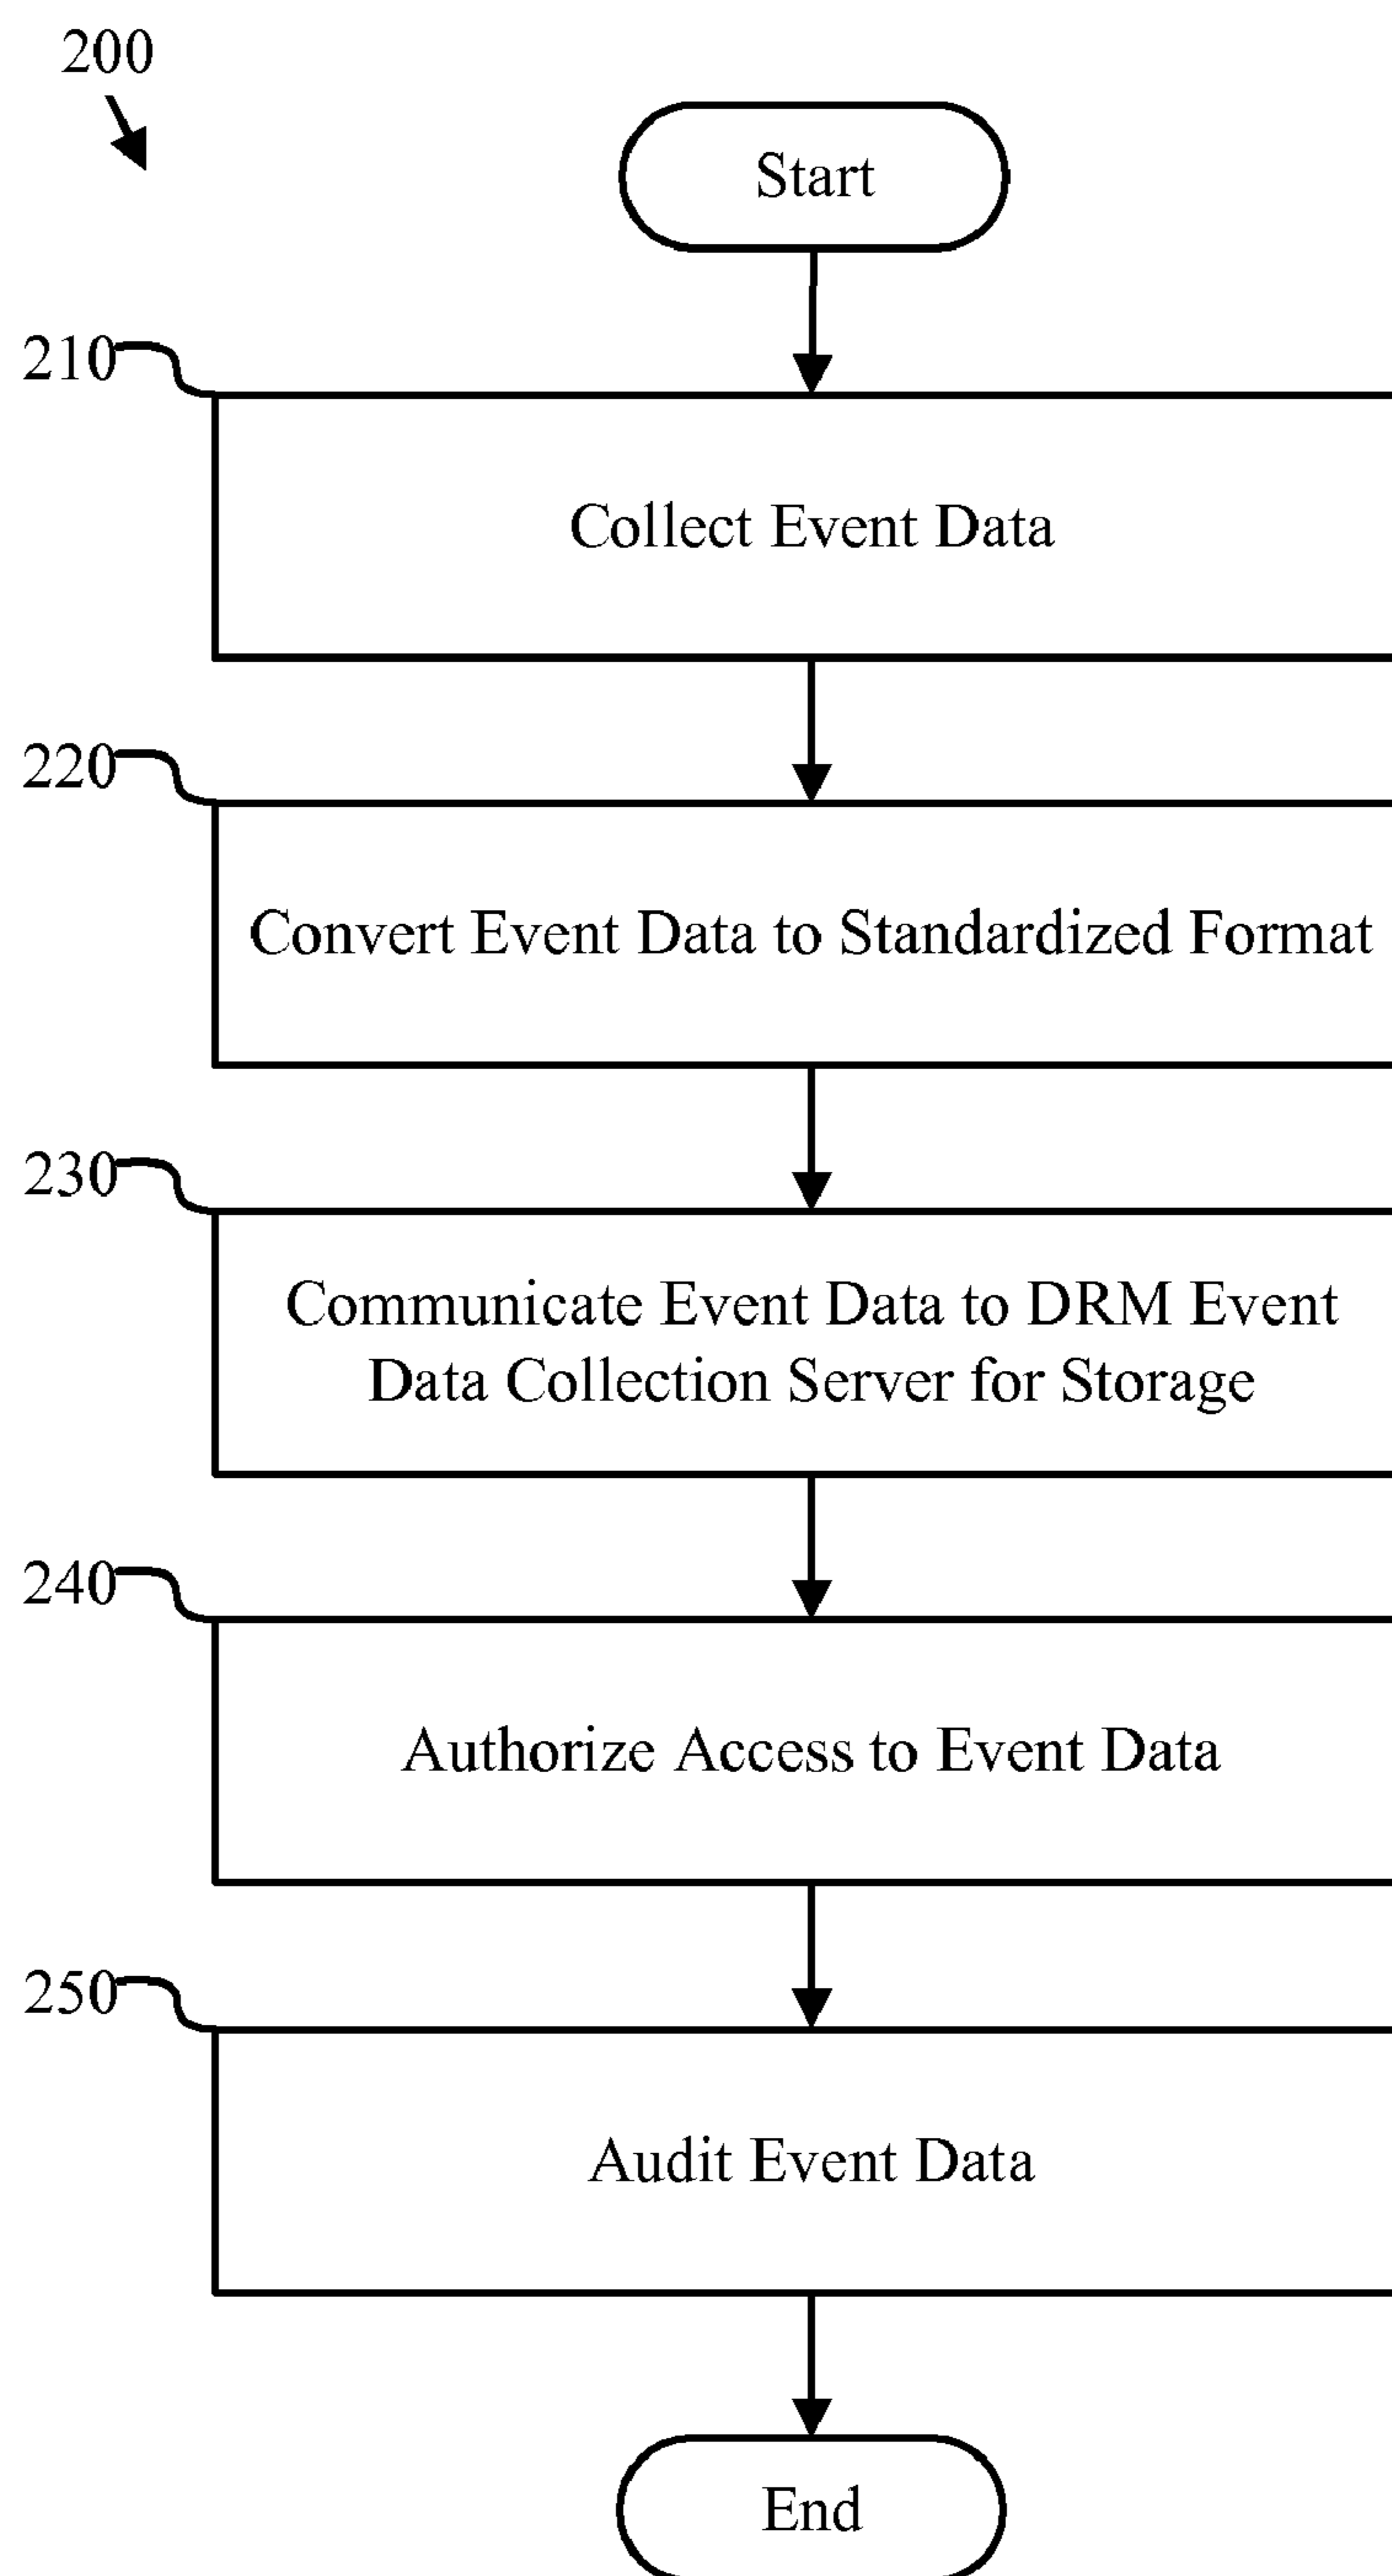 200
Start
210
Collect Event Data
220
Convert Event Data to Standardized Format
230
Communicate Event Data to DRM Event
Data Collection Server for Storage
240
Authorize Access to Event Data
250
Audit Event Data
End